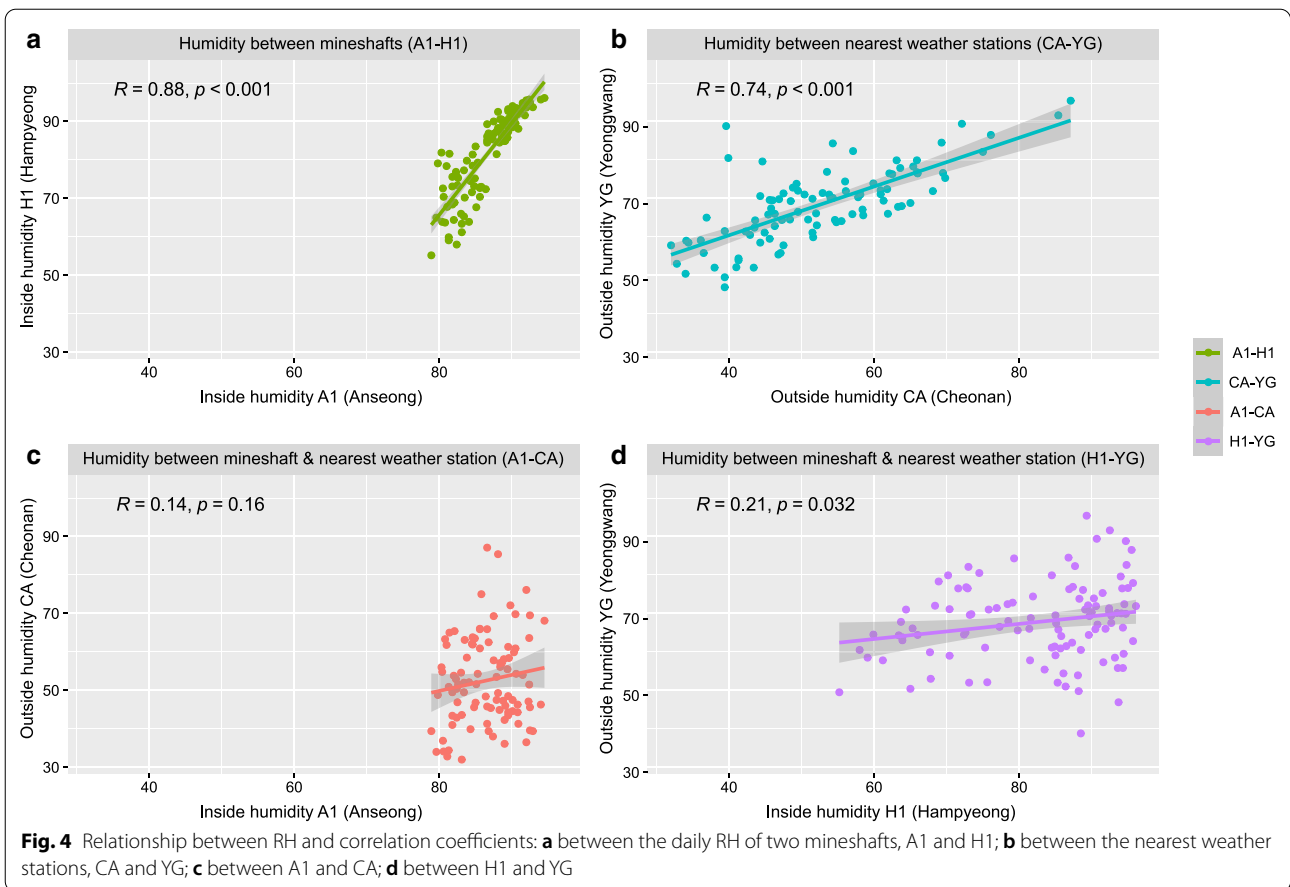 a
Humidity between mineshafts (A1-H1)
R = 0.88, p < 0.001
Inside humidity H1 (Hampyeong)
90
70
50
30
40
60
80
Inside humidity A1 (Anseong)
b
Humidity between nearest weather stations (CA-YG)
R = 0.74, p < 0.001
Outside humidity YG (Yeonggwang)
90
70
50
30
40
60
80
Outside humidity CA (Cheonan)
A1-H1
CA-YG
A1-CA
H1-YG
c
Humidity between mineshaft & nearest weather station (A1-CA)
R = 0.14, p = 0.16
Outside humidity CA (Cheonan)
90
70
50
30
40
60
80
Inside humidity A1 (Anseong)
d
Humidity between mineshaft & nearest weather station (H1-YG)
R = 0.21, p = 0.032
Outside humidity YG (Yeonggwang)
90
70
50
30
40
60
80
Inside humidity H1 (Hampyeong)
Fig. 4 Relationship between RH and correlation coefficients: a between the daily RH of two mineshafts, A1 and H1; b between the nearest weather
stations, CA and YG; c between A1 and CA; d between H1 and YG